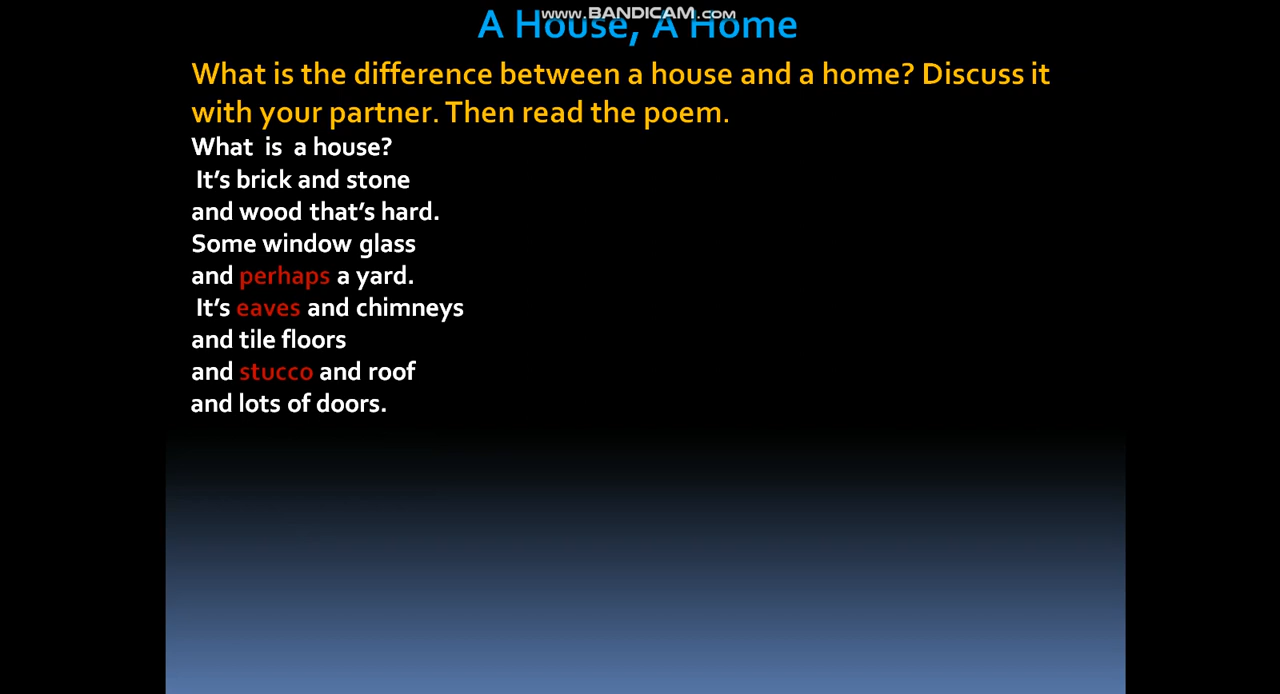 www.BANDICAM.com
A House, A Home
What is the difference between a house and a home? Discuss it
with your partner. Then read the poem.
What is a house?
It’s brick and stone
and wood that’s hard.
Some window glass
and perhaps a yard.
It’s eaves and chimneys
and tile floors
and stucco and roof
and lots of doors.